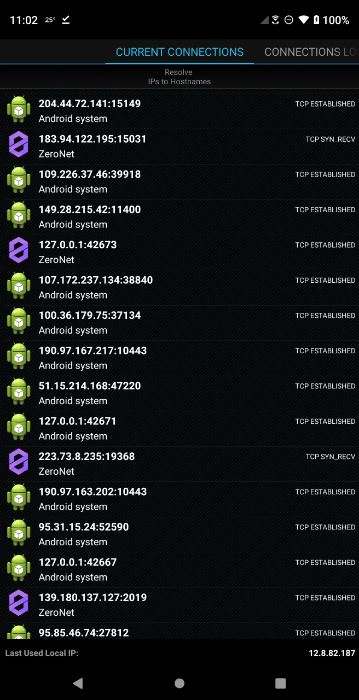 11:02 25° 100%
CURRENT CONNECTIONS CONNECTIONS LO
Resolve
IPs to Hostnames
204.44.72.141:15149 TCP ESTABLISHED
Android system
183.94.122.195:15031 TCP SYN_RECV
ZeroNet
109.226.37.46:39918 TCP ESTABLISHED
Android system
149.28.215.42:11400 TCP ESTABLISHED
Android system
127.0.0.1:42673 TCP ESTABLISHED
ZeroNet
107.172.237.134:38840 TCP ESTABLISHED
Android system
100.36.179.75:37134 TCP ESTABLISHED
Android system
190.97.167.217:10443 TCP ESTABLISHED
Android system
51.15.214.168:47220 TCP ESTABLISHED
Android system
127.0.0.1:42671 TCP ESTABLISHED
Android system
223.73.8.235:19368 TCP SYN_RECV
ZeroNet
190.97.163.202:10443 TCP ESTABLISHED
Android system
95.31.15.24:52590 TCP ESTABLISHED
Android system
127.0.0.1:42667 TCP ESTABLISHED
Android system
139.180.137.127:2019 TCP ESTABLISHED
ZeroNet
95.85.46.74:27812 TCP ESTABLISHED
Last Used Local IP: 12.8.82.187